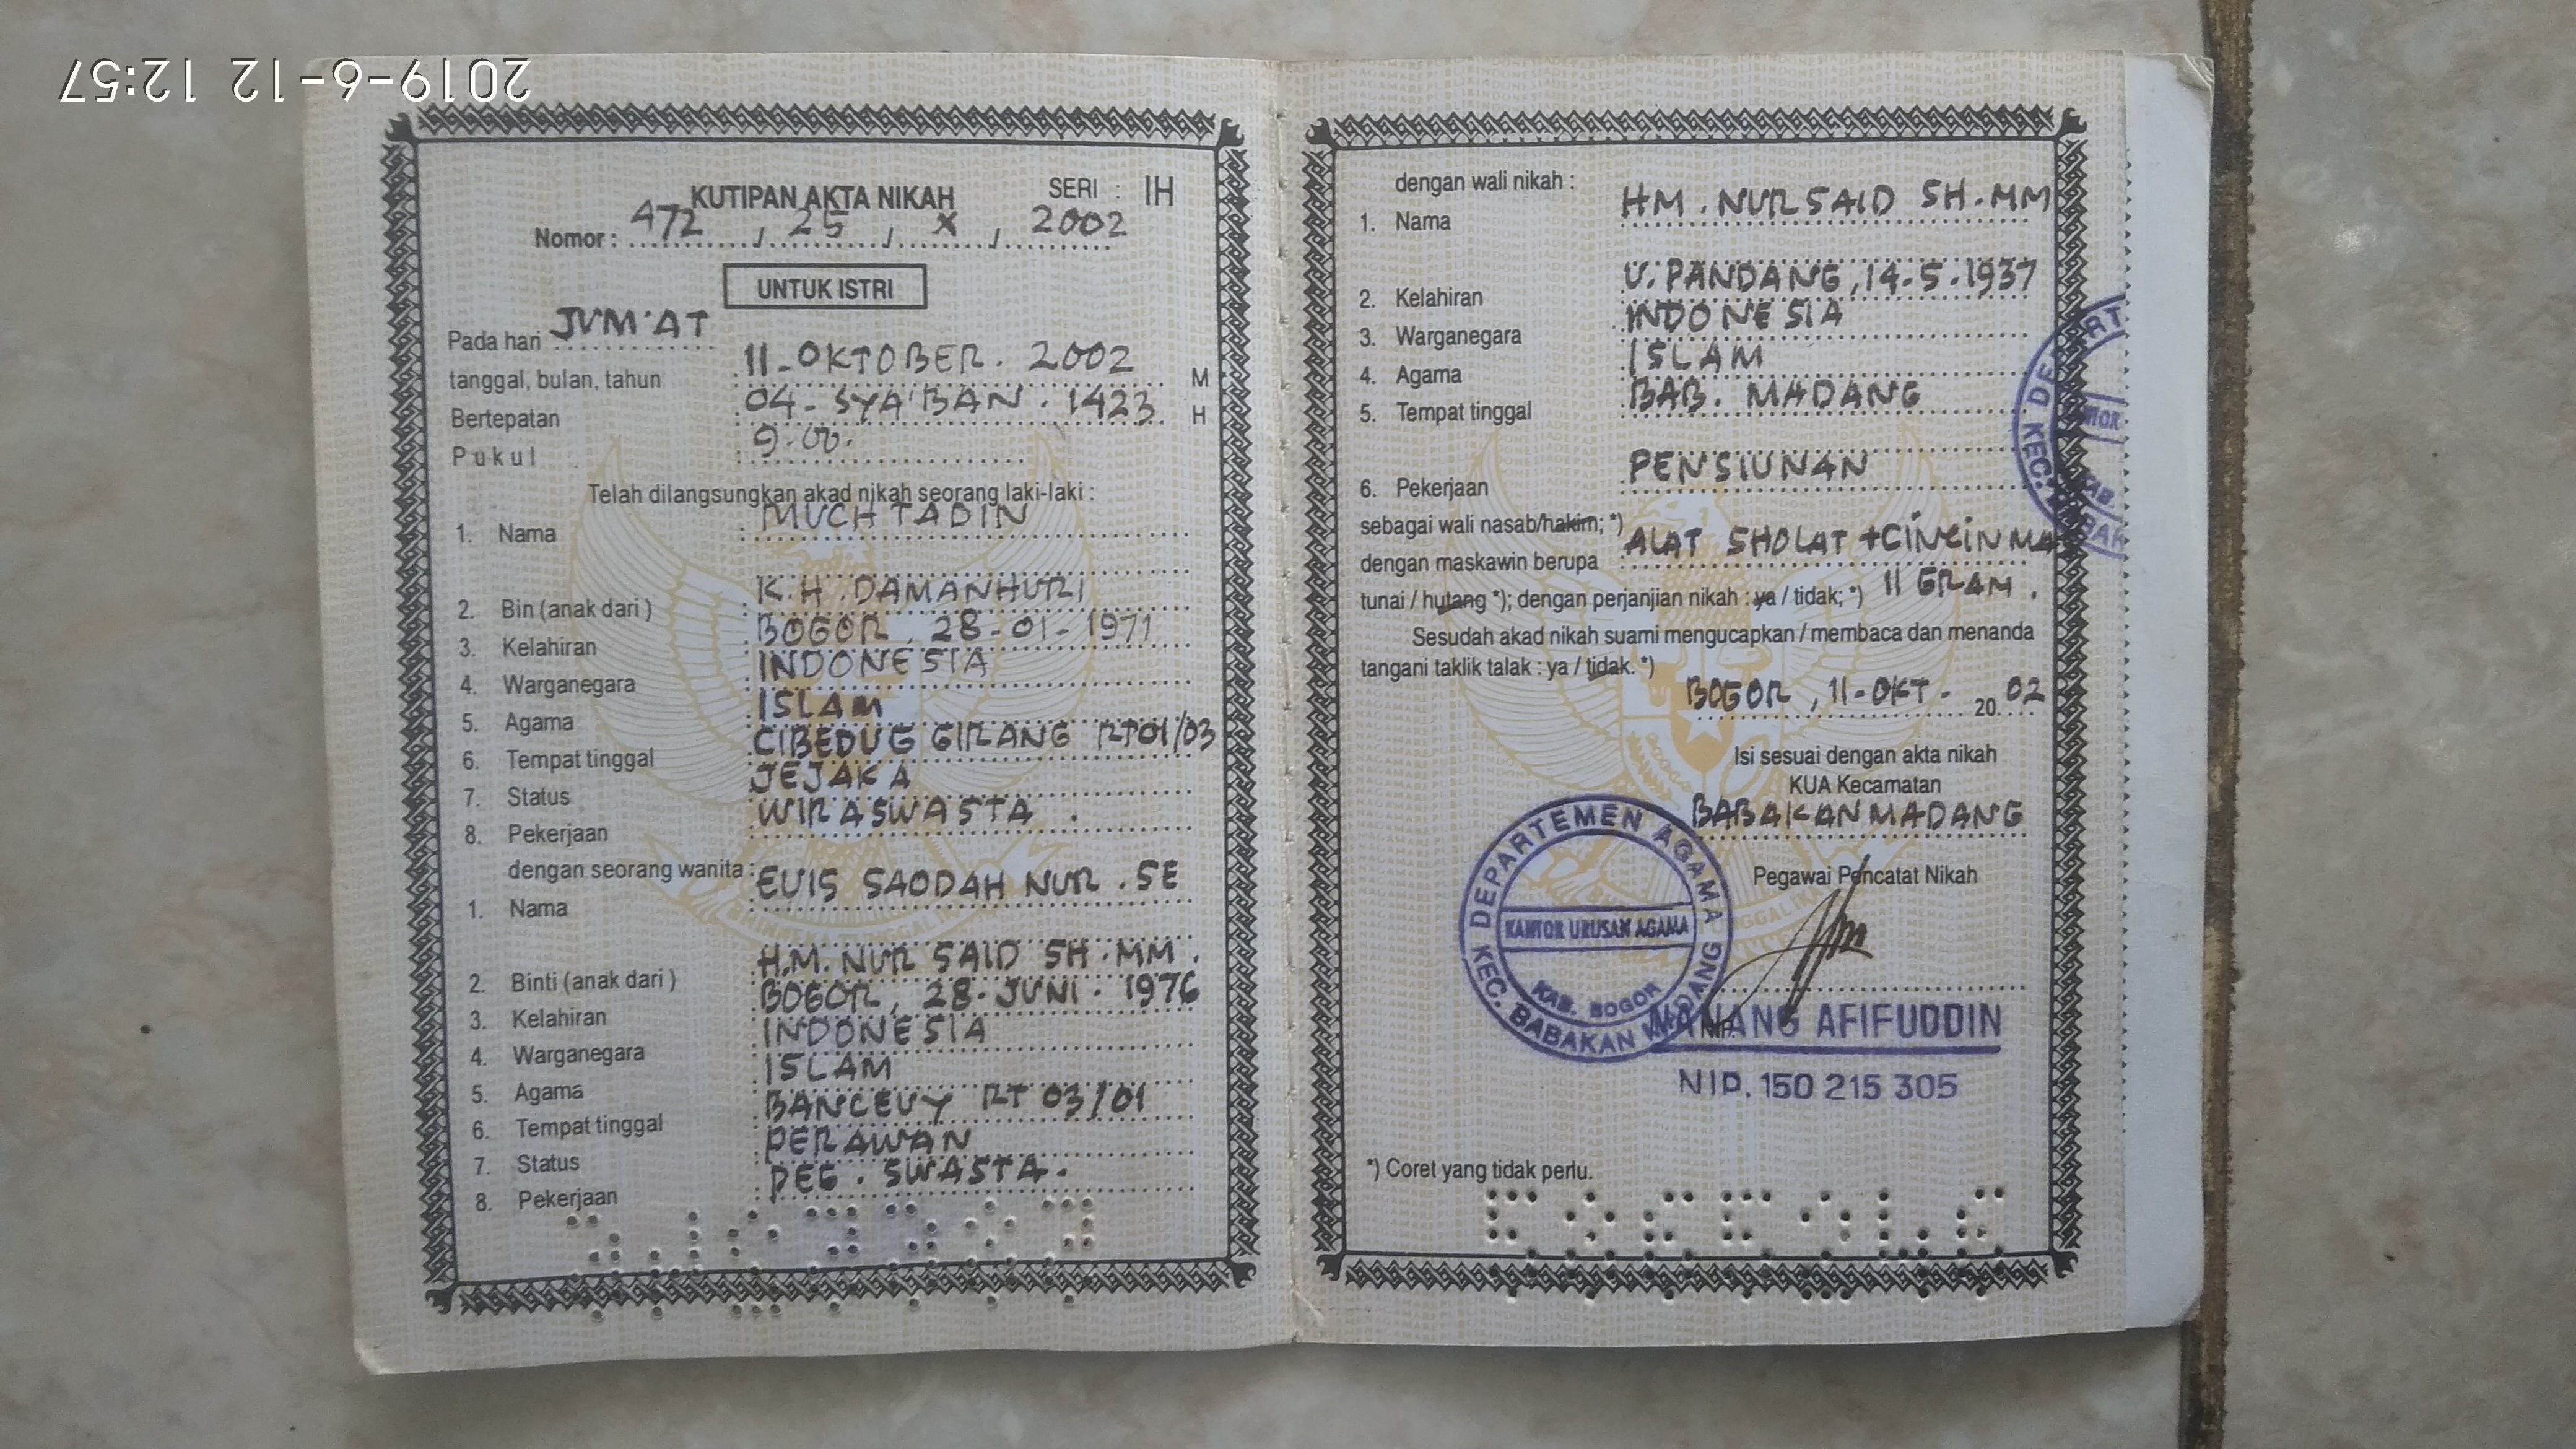 2019-6-12 12:57
KUTIPAN AKTA NIKAH
SERI : IH
Nomor : 472 / 25 / X / 2002
UNTUK ISTRI
Pada hari JUM'AT
tanggal, bulan, tahun 11-OKTOBER. 2002 M
Bertepatan : 04-SYA'BAN. 1423 H
Pukul : 9.00.
Telah dilangsungkan akad nikah seorang laki-laki :
1. Nama : MUCHTADIN
2. Bin (anak dari) : K.H. DAMANHURI
3. Kelahiran : BOGOR, 28-01-1971
4. Warganegara : INDONESIA
5. Agama : ISLAM
6. Tempat tinggal : CIBEDUG GIRANG RT01/03
7. Status : JEJAKA
8. Pekerjaan : WIRASWASTA.
dengan seorang wanita :
1. Nama EUIS SAODAH NUR. SE
2. Binti (anak dari) : H.M. NUR SAID SH. MM.
3. Kelahiran : BOGOR, 28-JUNI. 1976
4. Warganegara : INDONESIA
5. Agama : ISLAM
6. Tempat tinggal : BANCEUY RT 03/01
7. Status : PERAWAN
8. Pekerjaan : PEG. SWASTA.
dengan wali nikah :
1. Nama : HM. NUR SAID SH. MM
2. Kelahiran : U. PANDANG, 14-5-1937
3. Warganegara : INDONESIA
4. Agama : ISLAM
5. Tempat tinggal : BAB. MADANG
6. Pekerjaan : PENSIUNAN
sebagai wali nasab/hakim; *)
dengan maskawin berupa ALAT SHOLAT + CINCIN MA
tunai / hutang *); dengan perjanjian nikah : ya / tidak; *) 11 GRAM.
Sesudah akad nikah suami mengucapkan / membaca dan menanda
tangani taklik talak : ya / tidak. *)
BOGOR, 11-OKT- 20 02
Isi sesuai dengan akta nikah
KUA Kecamatan
BABAKAN MADANG
Pegawai Pencatat Nikah
DEPARTEMEN AGAMA
KANTOR URUSAN AGAMA
KAB. BOGOR
KEC. BABAKAN MADANG
NANANG AFIFUDDIN
NIP.
NIP. 150 215 305
*) Coret yang tidak perlu.